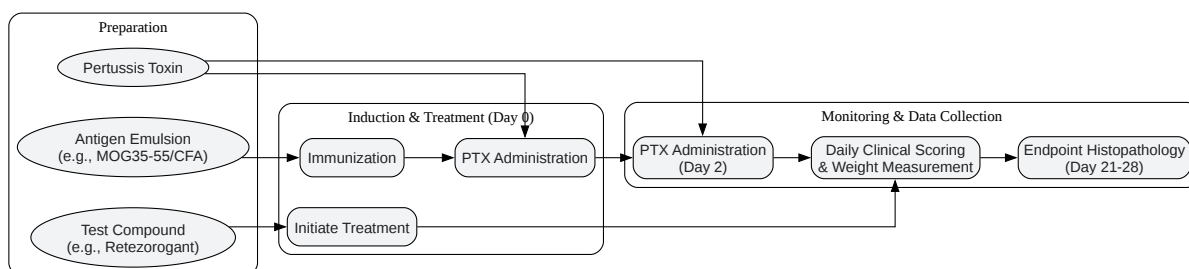 Preparation
Pertussis Toxin
Antigen Emulsion
(e.g., MOG35-55/CFA)
Test Compound
(e.g., Retezorogant)
Induction & Treatment (Day 0)
Immunization
PTX Administration
Initiate Treatment
Monitoring & Data Collection
PTX Administration
(Day 2)
Daily Clinical Scoring
& Weight Measurement
Endpoint Histopathology
(Day 21-28)